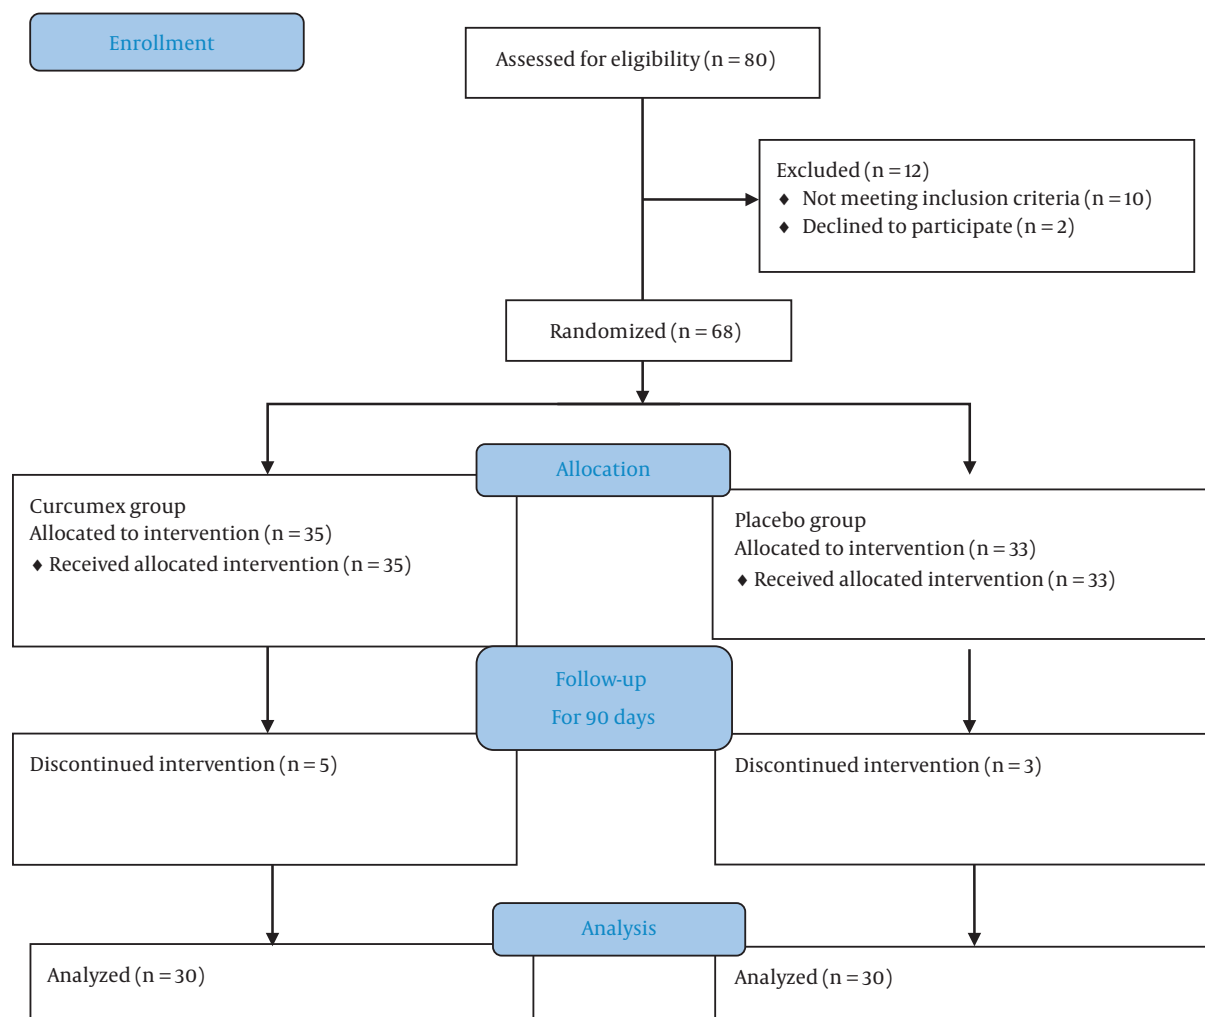 Enrollment
Assessed for eligibility (n = 80)
Excluded (n = 12)
♦ Not meeting inclusion criteria (n = 10)
♦ Declined to participate (n = 2)
Randomized (n = 68)
Allocation
Curcumex group
Allocated to intervention (n = 35)
♦ Received allocated intervention (n = 35)
Placebo group
Allocated to intervention (n = 33)
♦ Received allocated intervention (n = 33)
Follow-up
For 90 days
Discontinued intervention (n = 5)
Discontinued intervention (n = 3)
Analysis
Analyzed (n = 30)
Analyzed (n = 30)